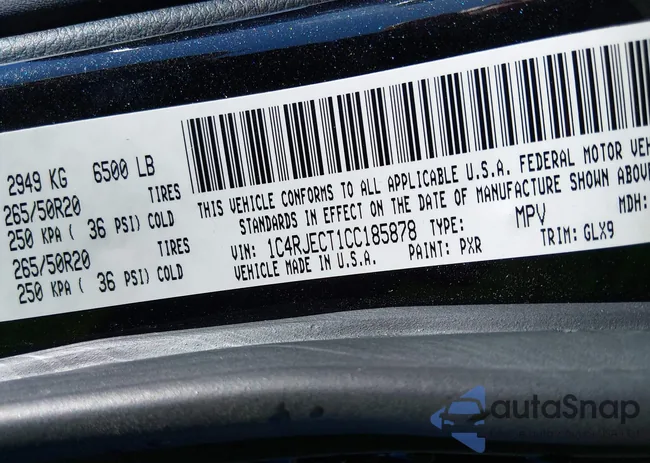 2949 KG 6500 LB
265/50R20 TIRES
250 KPA ( 36 PSI) COLD
265/50R20 TIRES
250 KPA ( 36 PSI) COLD
THIS VEHICLE CONFORMS TO ALL APPLICABLE U.S.A. FEDERAL MOTOR VEH
STANDARDS IN EFFECT ON THE DATE OF MANUFACTURE SHOWN ABOV
VIN: 1C4RJECT1CC185878 TYPE: MPV MDH:
VEHICLE MADE IN U.S.A. PAINT: PXR TRIM: GLX9
autoSnap